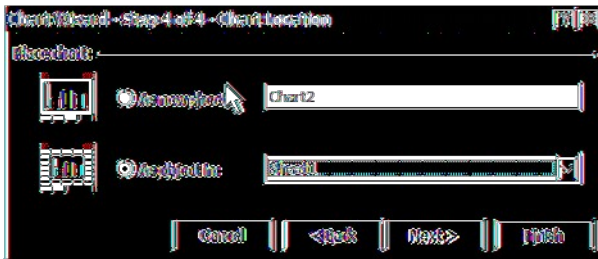 Chart Wizard - Step 4 of 4 - Chart Location
Place chart:
As new sheet: Chart2
As object in: Sheet1
Cancel < Back Next > Finish